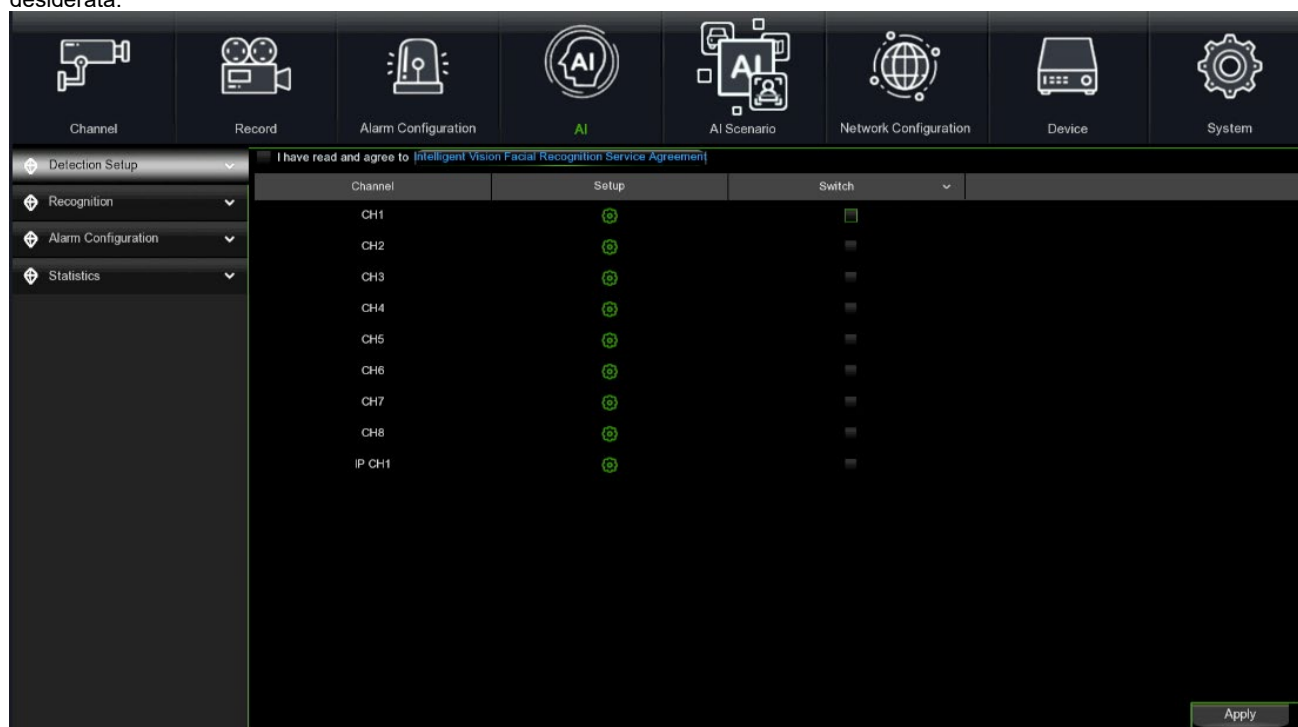 desiderata.
AI
AI
Channel
Record
Alarm Configuration
AI
AI Scenario
Network Configuration
Device
System
Detection Setup
Recognition
Alarm Configuration
Statistics
I have read and agree to Intelligent Vision Facial Recognition Service Agreement
Channel Setup Switch
CH1
CH2
CH3
CH4
CH5
CH6
CH7
CH8
IP CH1
Apply